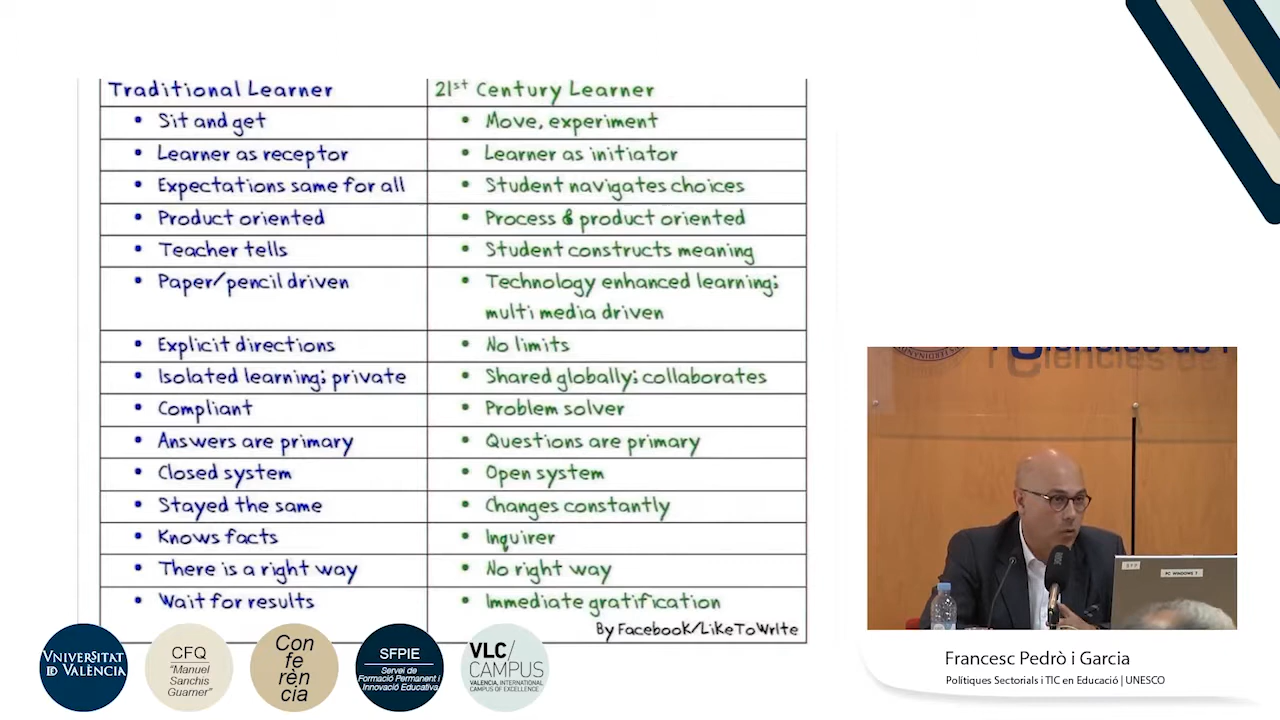 Traditional Learner
21st Century Learner
• Sit and get
• Move, experiment
• Learner as receptor
• Learner as initiator
• Expectations same for all
• Student navigates choices
• Product oriented
• Process & product oriented
• Teacher tells
• Student constructs meaning
• Paper/pencil driven
• Technology enhanced learning;
multi media driven
• Explicit directions
• No limits
• Isolated learning; private
• Shared globally; collaborates
• Compliant
• Problem solver
• Answers are primary
• Questions are primary
• Closed system
• Open system
• Stayed the same
• Changes constantly
• Knows facts
• Inquirer
• There is a right way
• No right way
• Wait for results
• Immediate gratification
By Facebook/LikeToWrite
VNIVERSITAT
ID VALÈNCIA
CFQ
"Manuel
Sanchis
Guarner"
Con
fe
rèn
cia
SFPIE
Servei de
Formació Permanent i
Innovació Educativa
VLC/
CAMPUS
VALENCIA, INTERNATIONAL
CAMPUS OF EXCELLENCE
PC WINDOWS 7
Francesc Pedrò i Garcia
Polítiques Sectorials i TIC en Educació | UNESCO